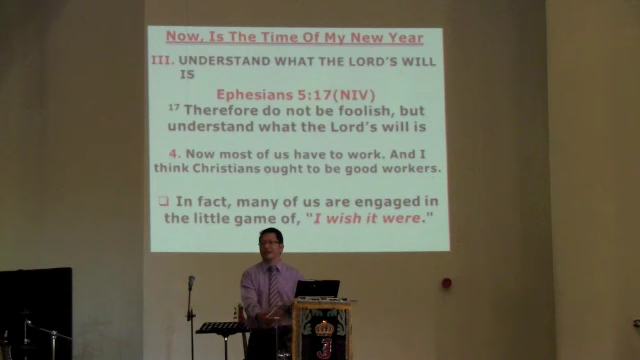 Now, Is The Time Of My New Year
III. UNDERSTAND WHAT THE LORD'S WILL
IS
Ephesians 5:17(NIV)
17 Therefore do not be foolish, but
understand what the Lord's will is
4. Now most of us have to work. And I
think Christians ought to be good workers.
❑ In fact, many of us are engaged in
the little game of, "I wish it were."
J